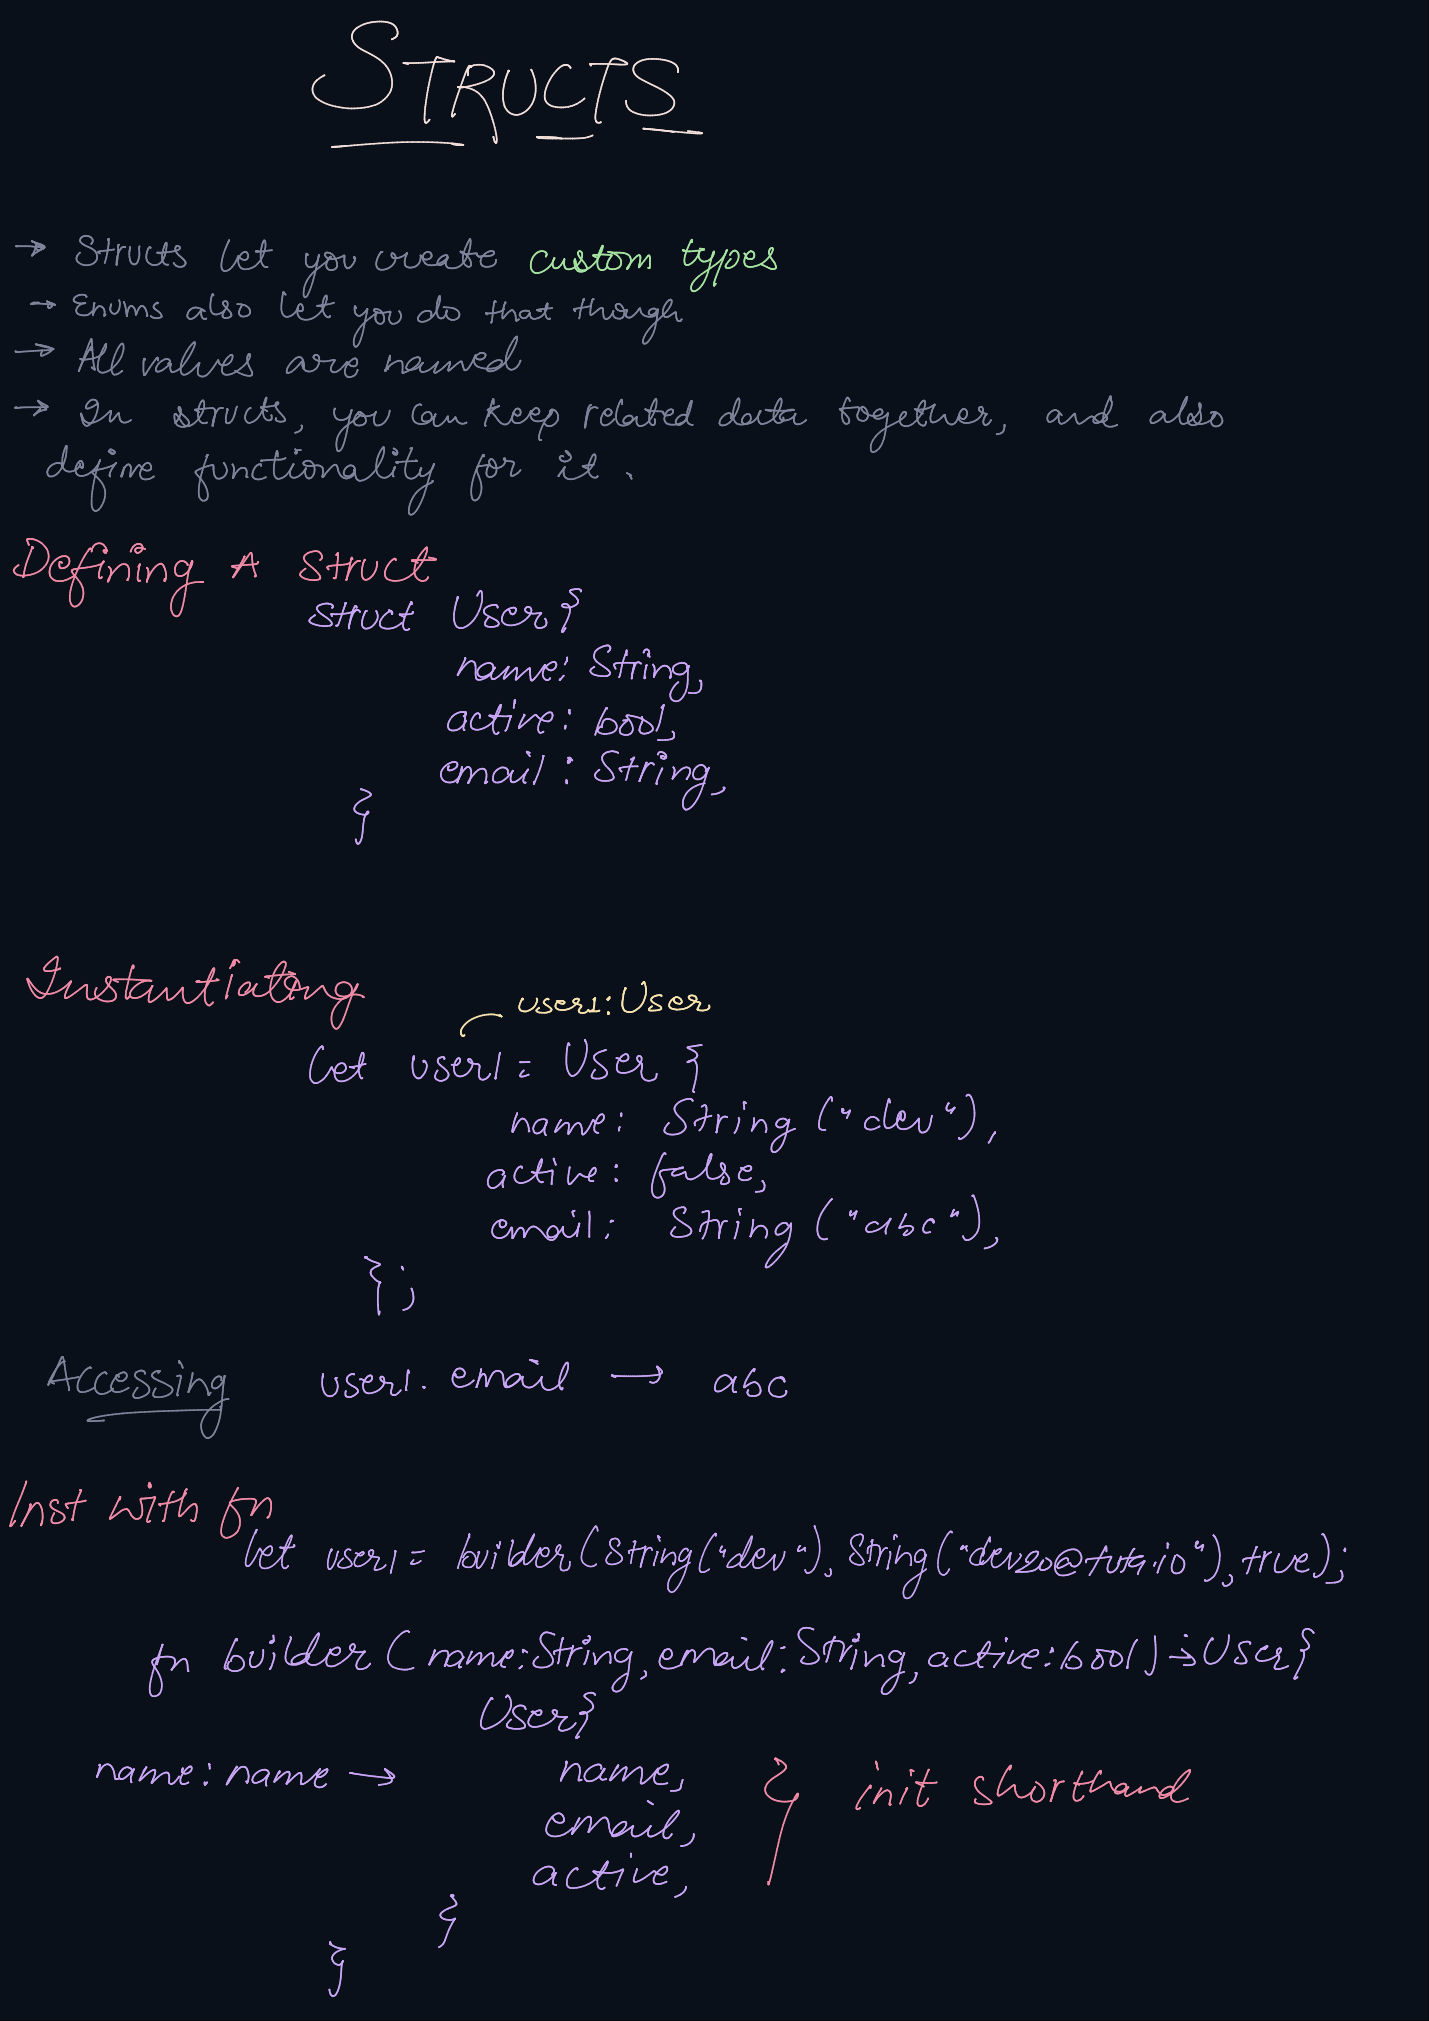 STRUCTS
→ Structs let you create custom types
→ Enums also let you do that though
→ All values are named
→ In structs, you can keep related data together, and also
define functionality for it.
Defining A Struct
struct User {
name: String,
active: bool,
email: String,
}
Instantiating
user1: User
let user1 = User {
name: String ("dev"),
active: false,
email: String ("abc"),
};
Accessing user1. email → abc
Inst with fn
let user1 = builder (String("dev"), String("dev20@tuta.io"), true);
fn builder ( name: String, email: String, active: bool) → User {
User {
name: name → name, } init shorthand
email,
active,
}
}